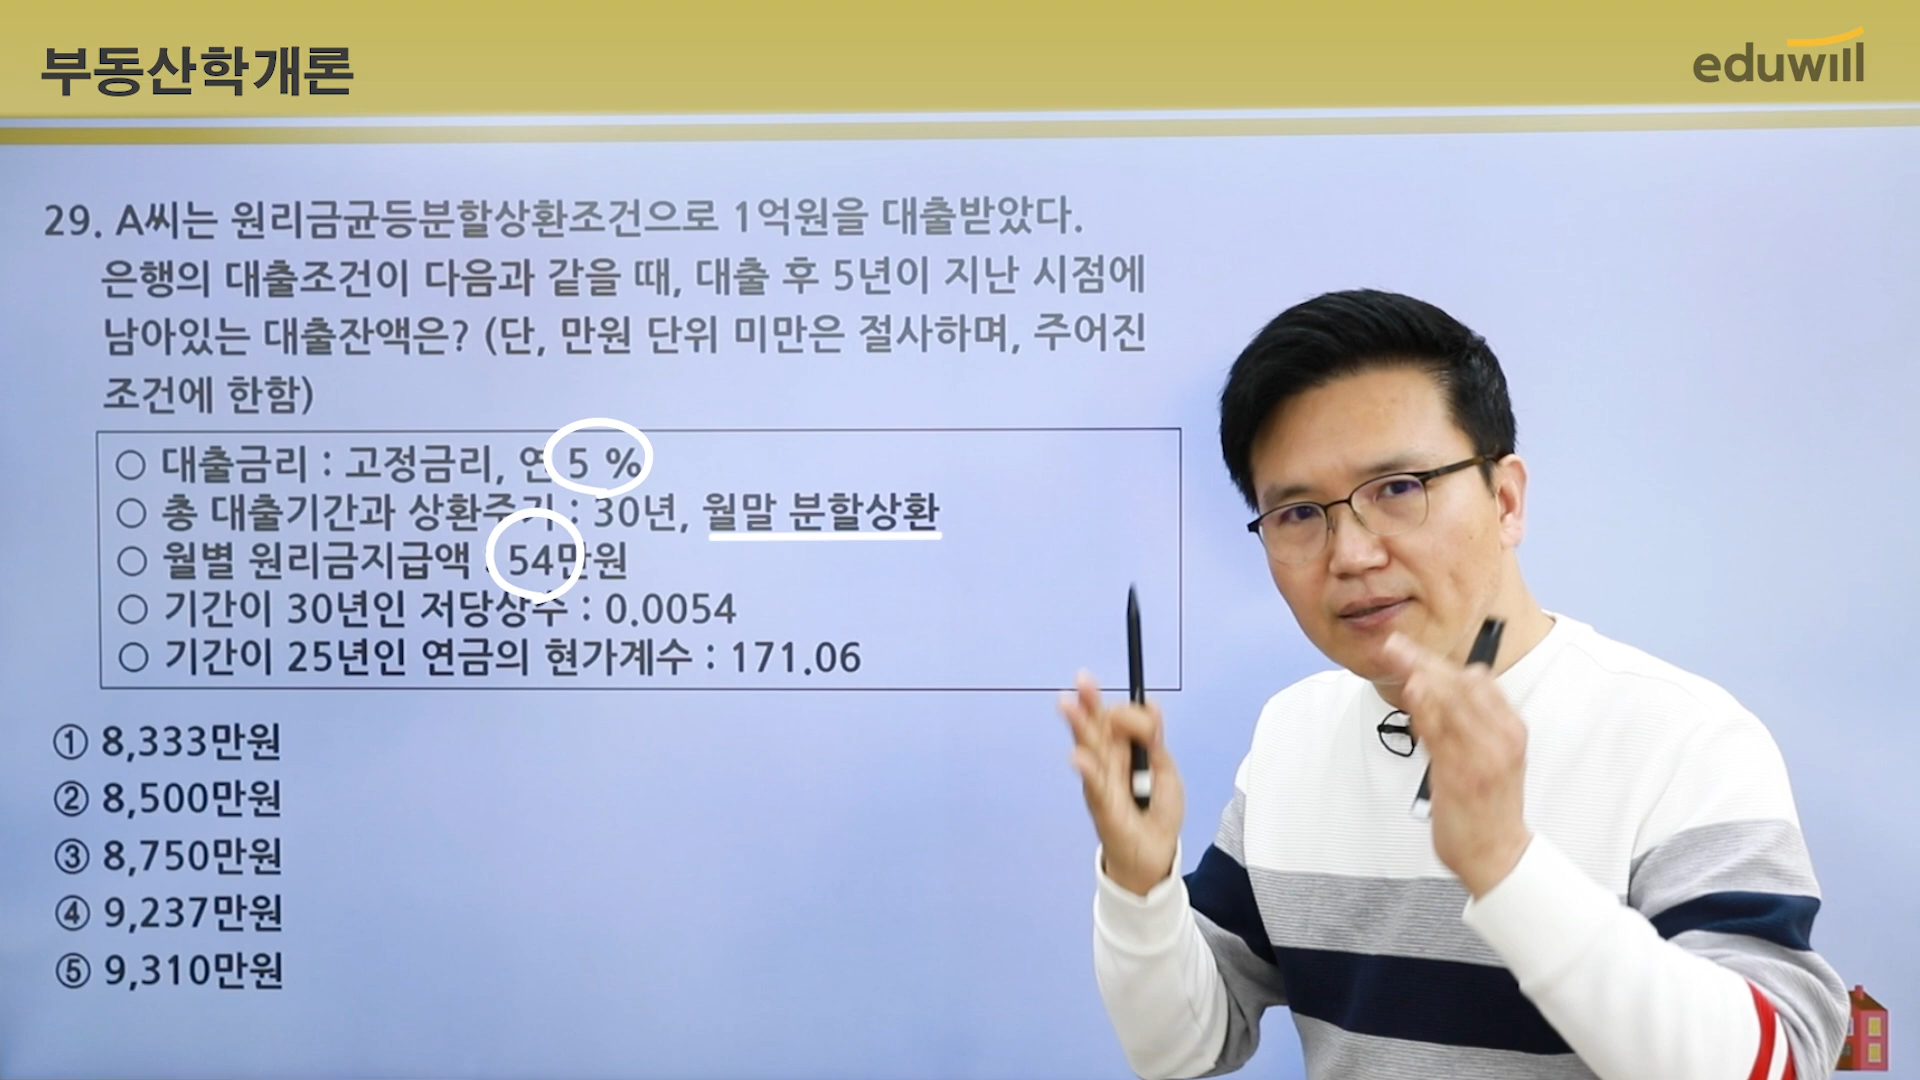 부동산학개론
eduwill
29. A씨는 원리금균등분할상환조건으로 1억원을 대출받았다.
은행의 대출조건이 다음과 같을 때, 대출 후 5년이 지난 시점에
남아있는 대출잔액은? (단, 만원 단위 미만은 절사하며, 주어진
조건에 한함)
○ 대출금리 : 고정금리, 연 5 %
○ 총 대출기간과 상환주기 : 30년, 월말 분할상환
○ 월별 원리금지급액 : 54만원
○ 기간이 30년인 저당상수 : 0.0054
○ 기간이 25년인 연금의 현가계수 : 171.06
① 8,333만원
② 8,500만원
③ 8,750만원
④ 9,237만원
⑤ 9,310만원